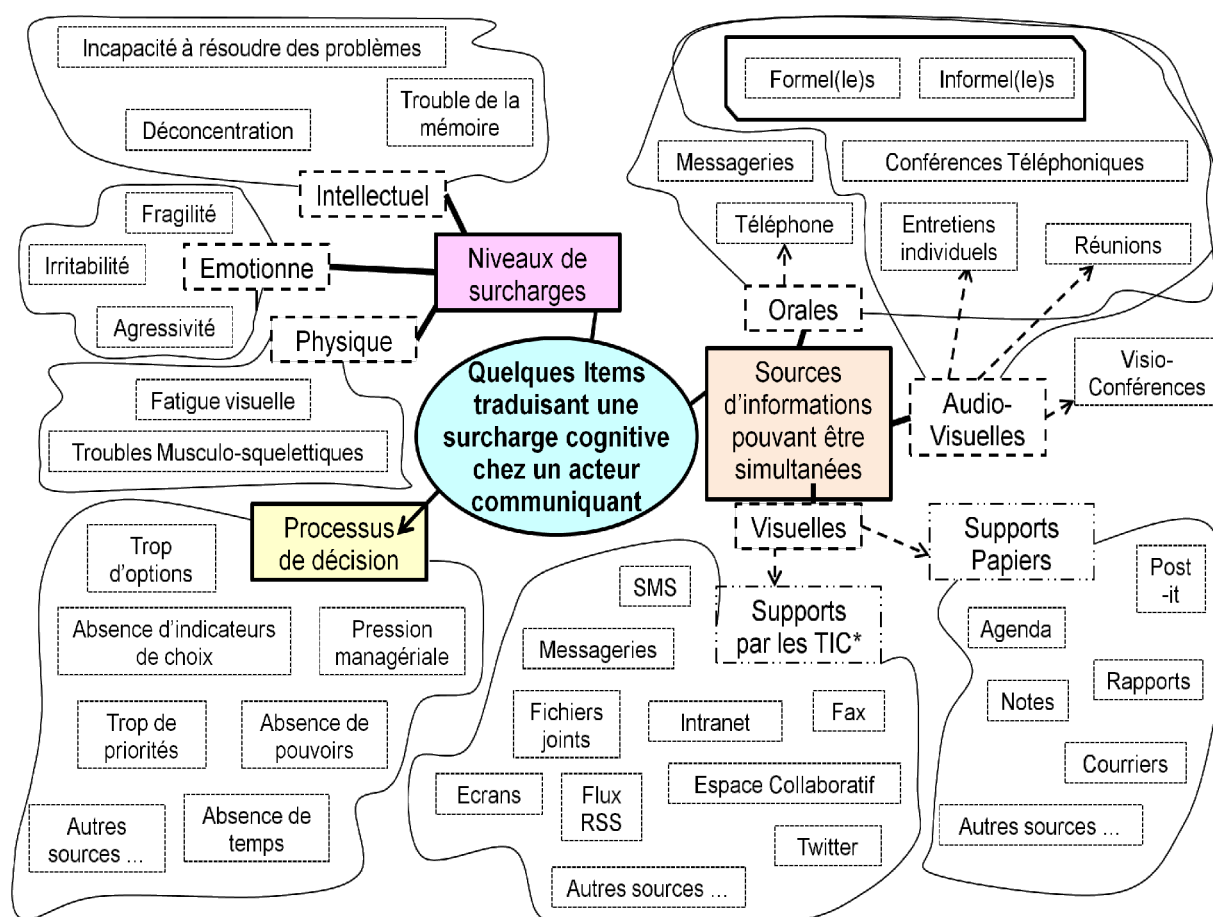 Incapacité à résoudre des problèmes
Trouble de la
mémoire
Déconcentration
Intellectuel
Fragilité
Irritabilité
Emotionne
Agressivité
Physique
Fatigue visuelle
Troubles Musculo-squelettiques
Niveaux de
surcharges
Formel(le)s
Informel(le)s
Messageries
Conférences Téléphoniques
Téléphone
Entretiens
individuels
Réunions
Orales
Visio-
Conférences
Audio-
Visuelles
Sources
d'informations
pouvant être
simultanées
Quelques Items
traduisant une
surcharge cognitive
chez un acteur
communiquant
Processus
de décision
Trop
d'options
Absence d'indicateurs
de choix
Pression
managériale
Trop de
priorités
Absence de
pouvoirs
Autres
sources ...
Absence de
temps
Visuelles
Supports
par les TIC*
SMS
Messageries
Fichiers
joints
Intranet
Fax
Ecrans
Flux
RSS
Espace Collaboratif
Twitter
Autres sources ...
Supports
Papiers
Post
-it
Agenda
Notes
Rapports
Courriers
Autres sources ...